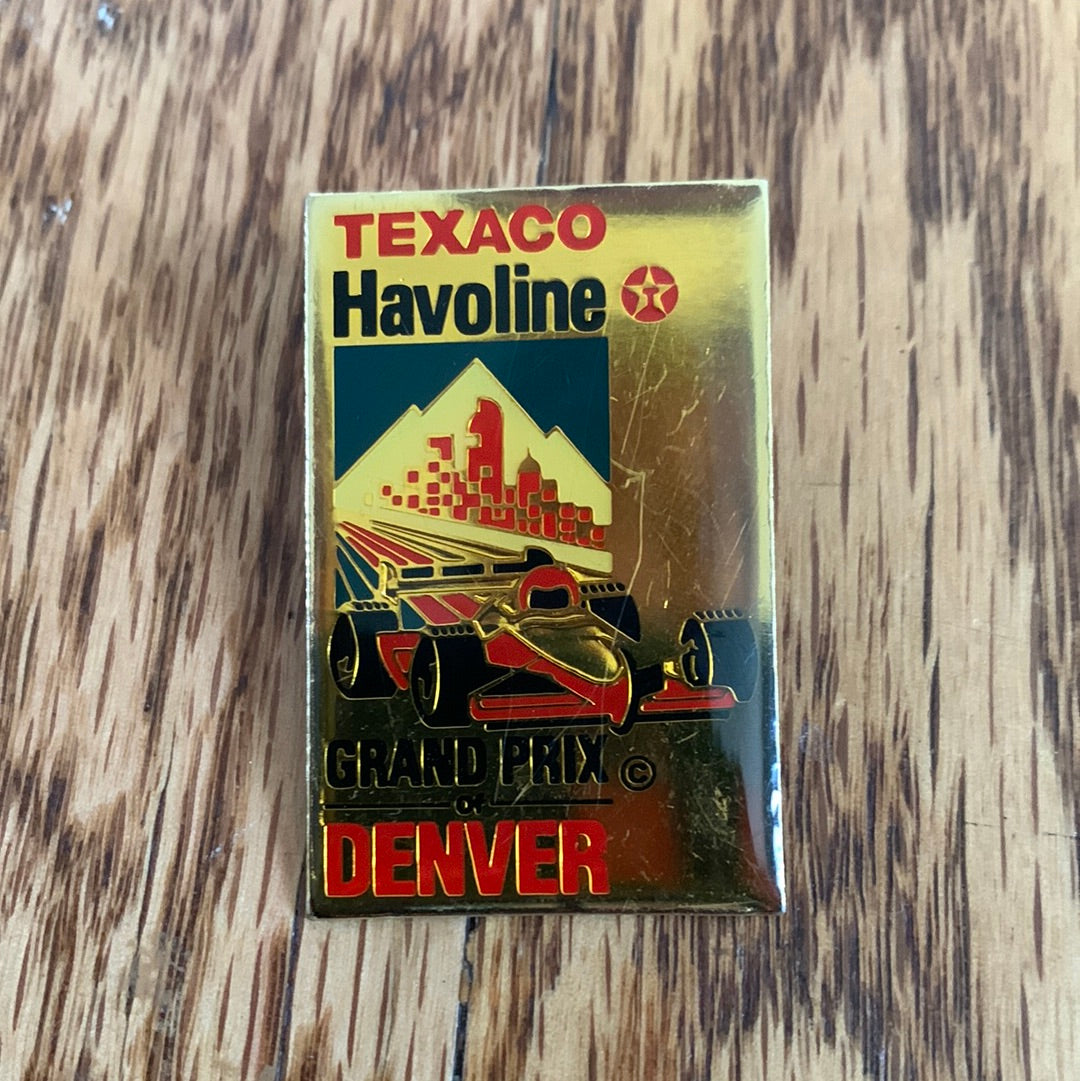 TEXACO
Havoline
GRAND PRIX ©
OF
DENVER